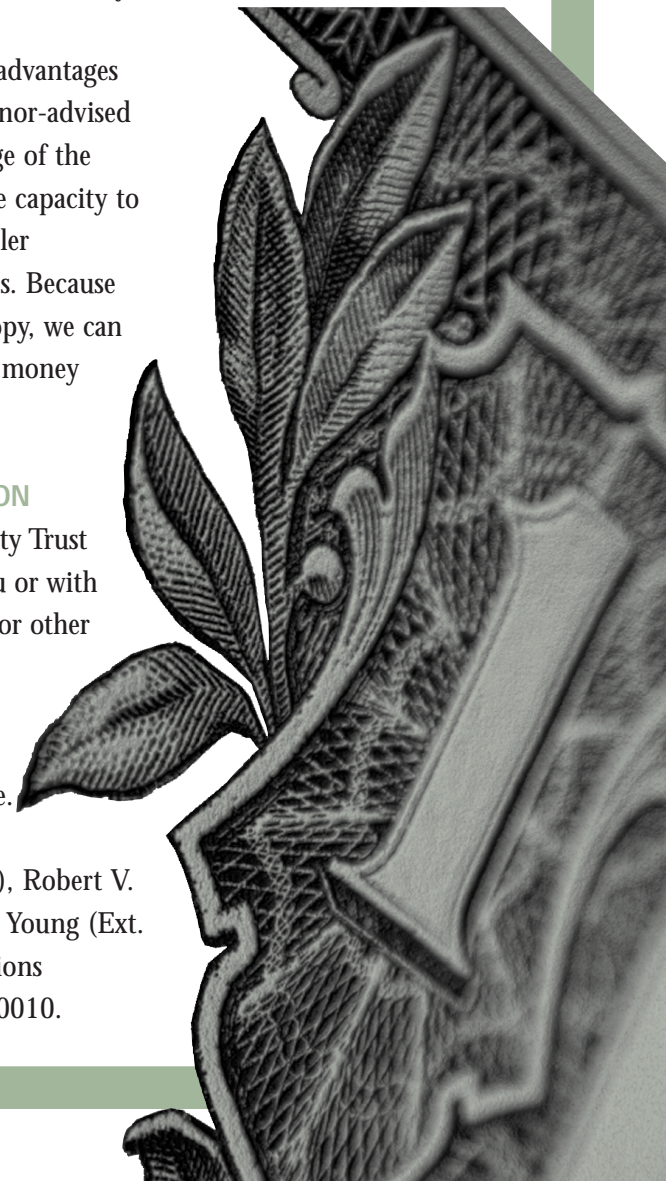 advantages
nor-advised
ge of the
e capacity to
ler
s. Because
opy, we can
money
ON
ty Trust
u or with
or other
e.
), Robert V.
Young (Ext.
ions
0010.